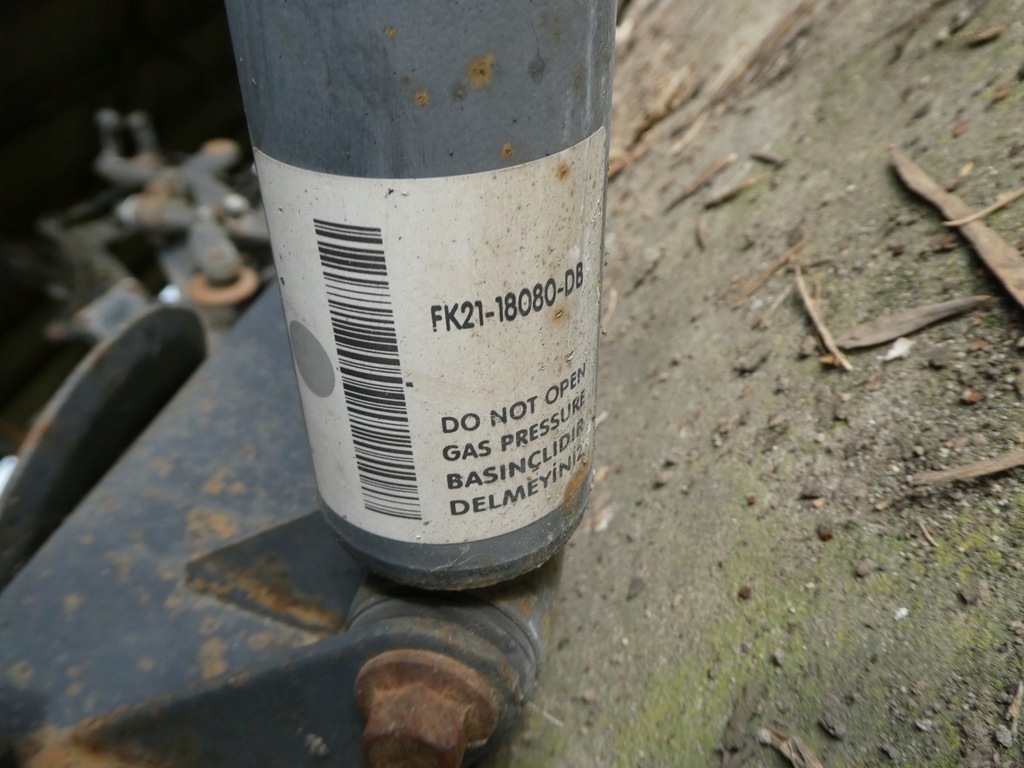 FK21-18080-DB
DO NOT OPEN
GAS PRESSURE
BASINÇLIDIR
DELMEYİNİZ